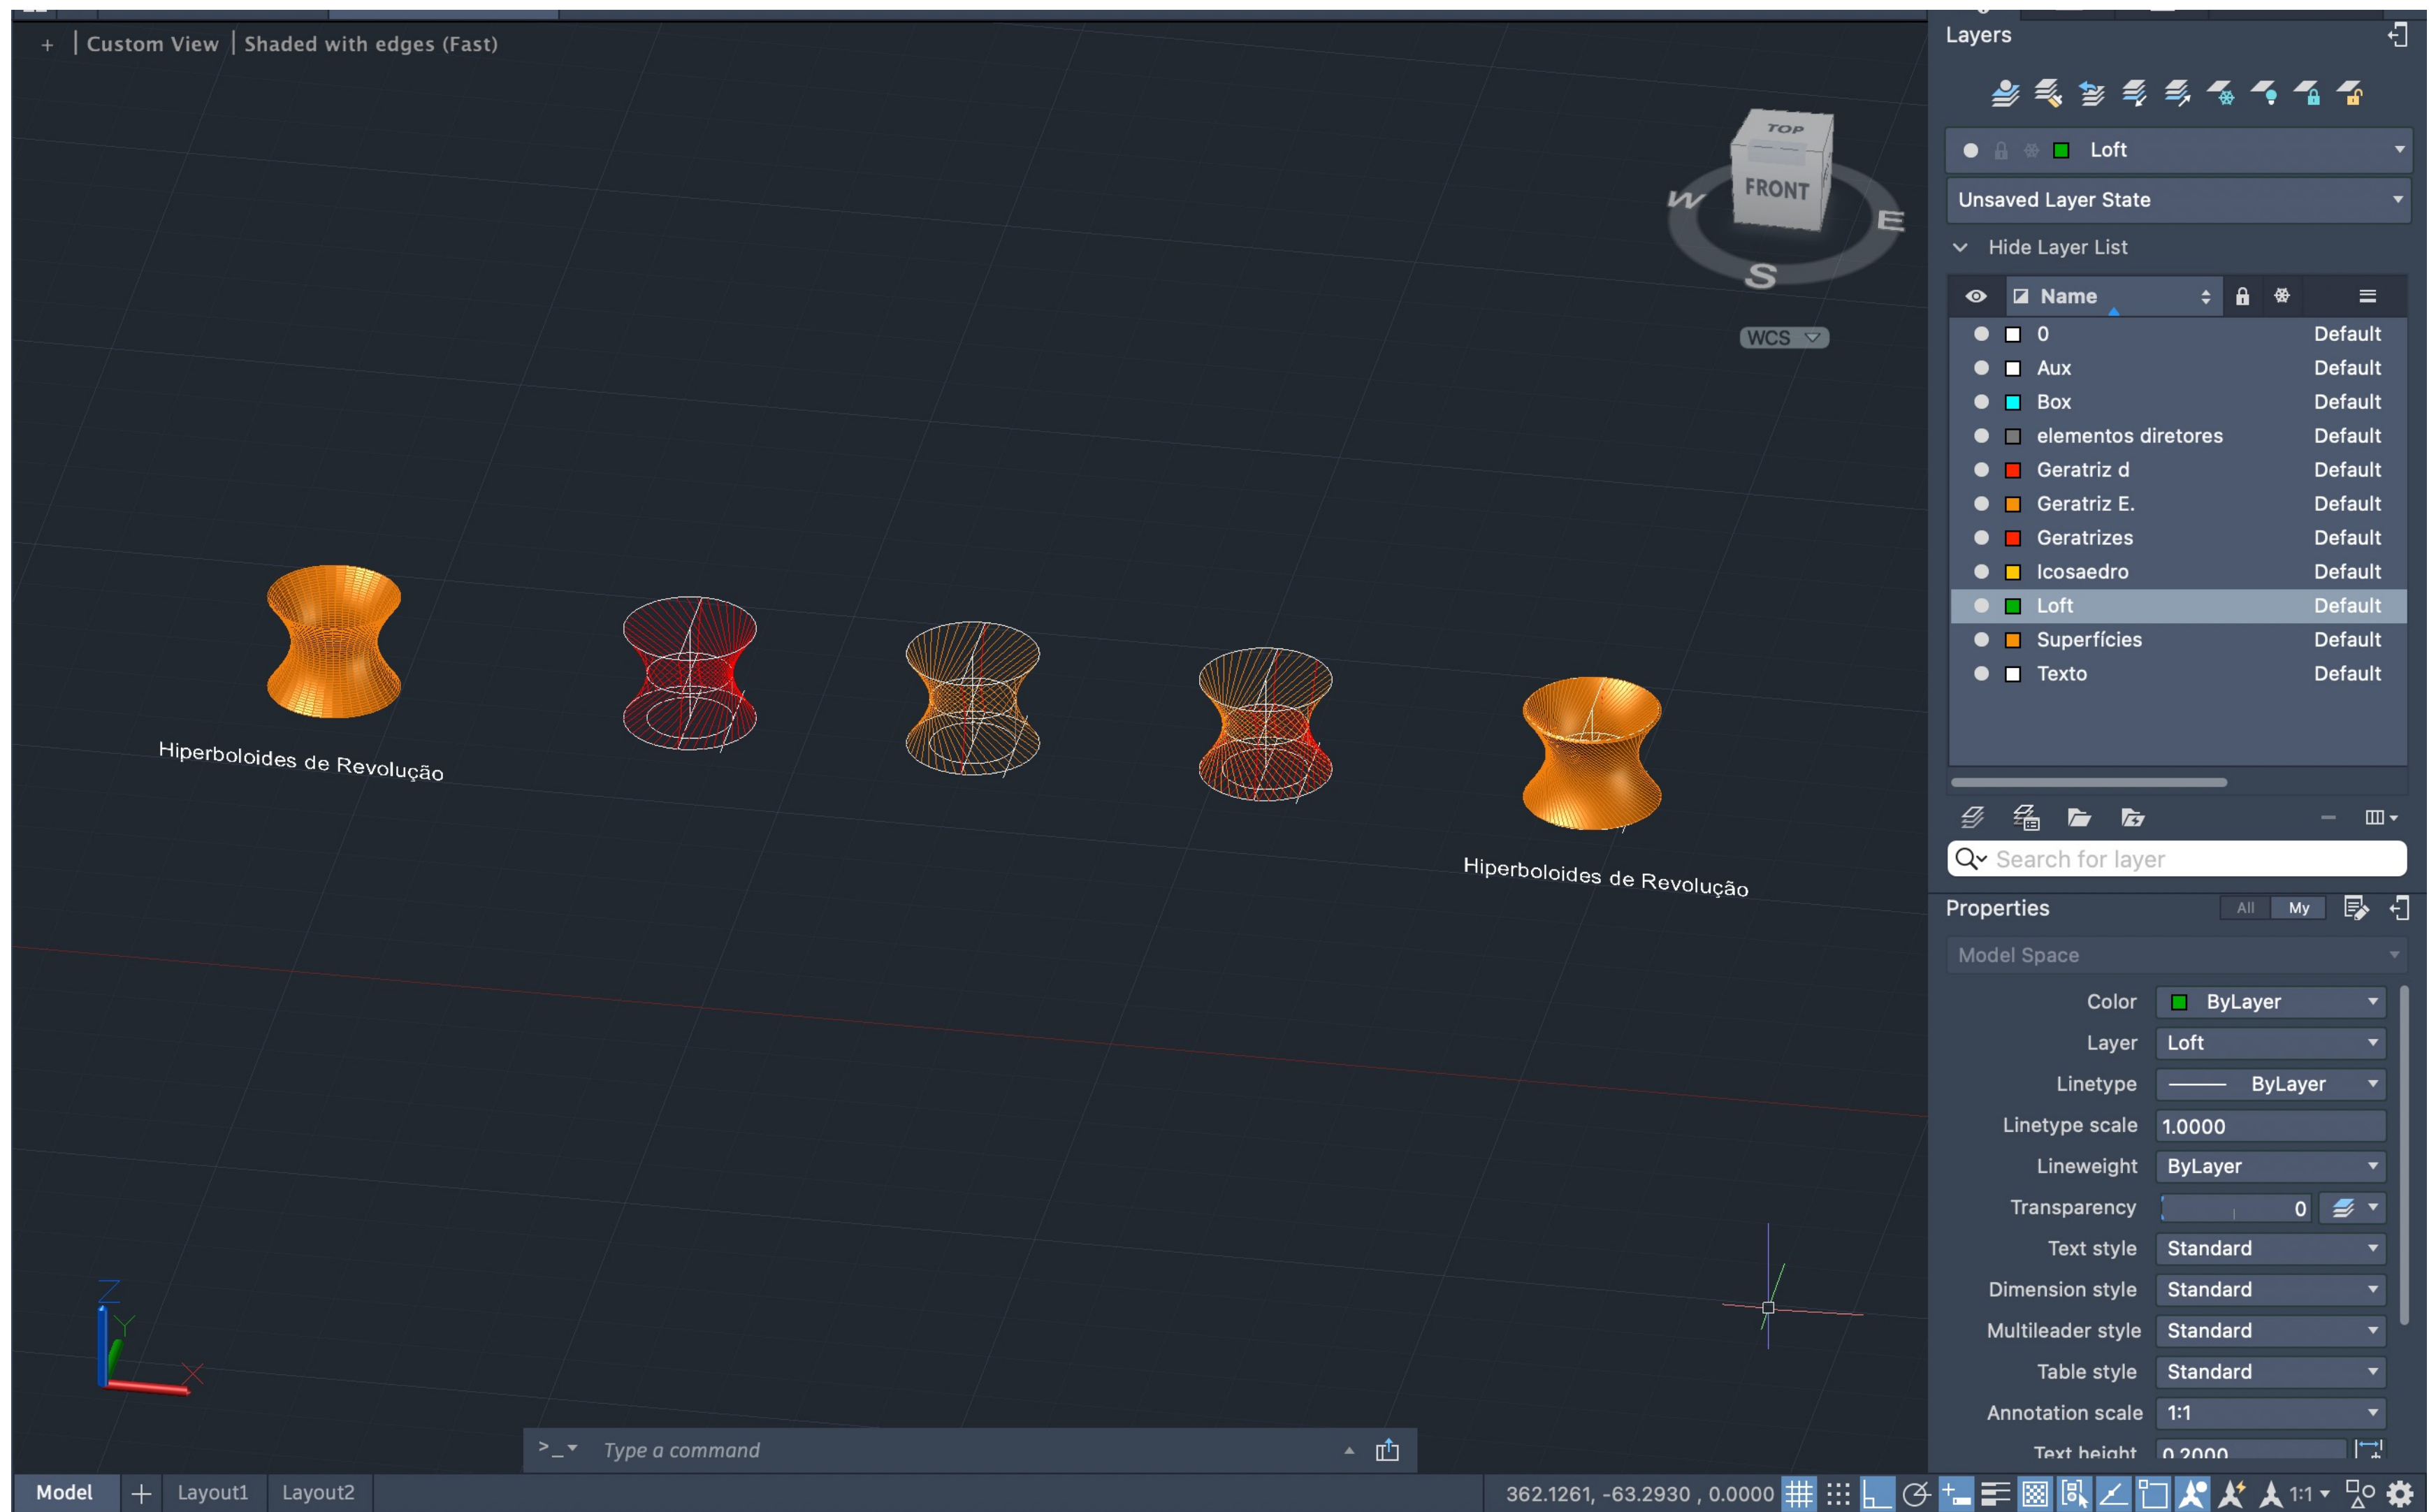 + | Custom View | Shaded with edges (Fast)
TOP
FRONT
W
E
S
WCS
Hiperboloides de Revolução
Hiperboloides de Revolução
Z
Y
X
>_ Type a command
Model + Layout1 Layout2
362.1261, -63.2930 , 0.0000
1:1
Layers
Loft
Unsaved Layer State
Hide Layer List
Name
0 Default
Aux Default
Box Default
elementos diretores Default
Geratriz d Default
Geratriz E. Default
Geratrizes Default
Icosaedro Default
Loft Default
Superfícies Default
Texto Default
Search for layer
Properties All My
Model Space
Color ByLayer
Layer Loft
Linetype ByLayer
Linetype scale 1.0000
Lineweight ByLayer
Transparency 0
Text style Standard
Dimension style Standard
Multileader style Standard
Table style Standard
Annotation scale 1:1
Text height 0.2000